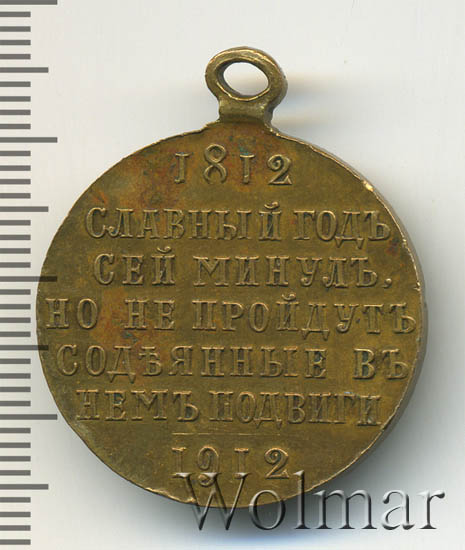 1812
СЛАВНЫЙ ГОДЪ
СЕЙ МИНУЛЪ.
НО НЕ ПРОЙДУТЪ
СОДѢЯННЫЕ ВЪ
НЕМЪ ПОДВИГИ
1912
Wolmar